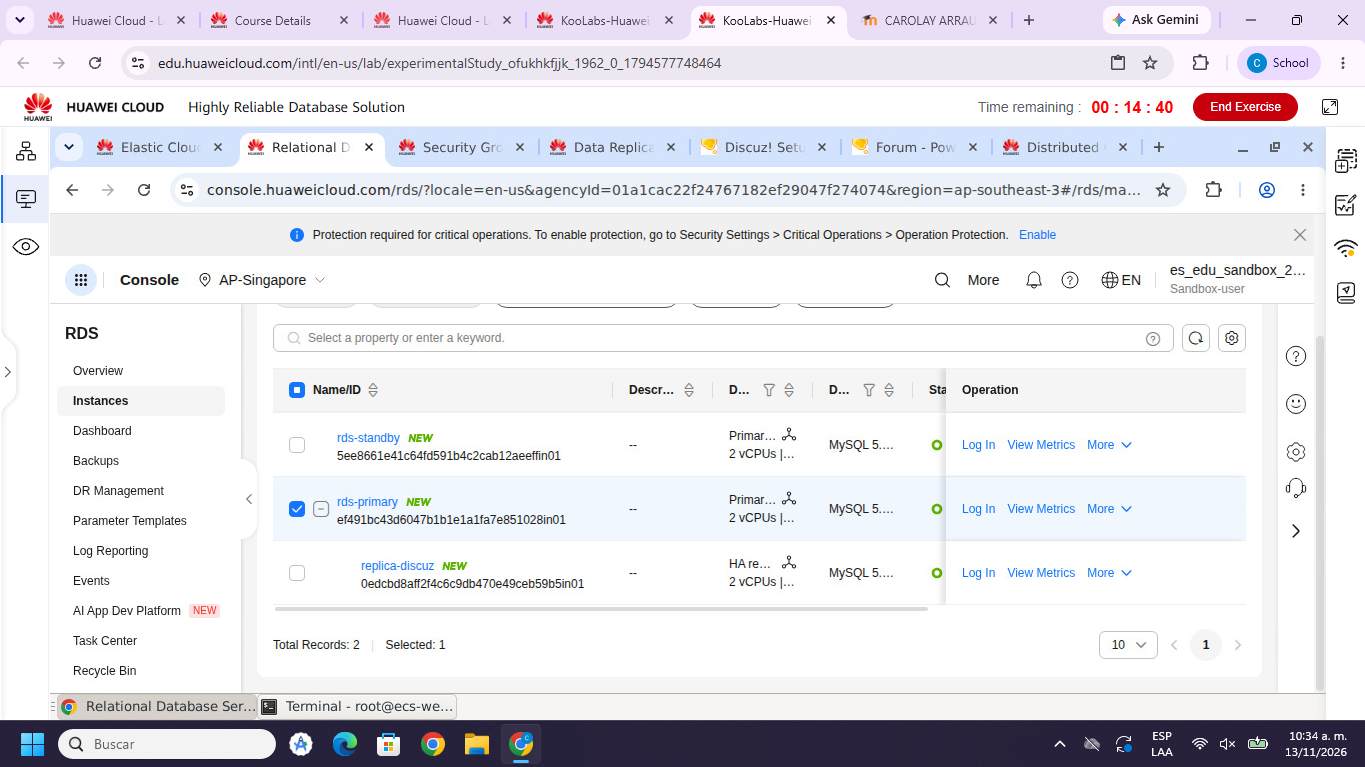 Huawei Cloud - L
Course Details
Huawei Cloud - L
KooLabs-Huawei
KooLabs-Huawei
CAROLAY ARRAU
Ask Gemini
edu.huaweicloud.com/intl/en-us/lab/experimentalStudy_ofukhkfjjk_1962_0_1794577748464
C School
HUAWEI
HUAWEI CLOUD
Highly Reliable Database Solution
Time remaining : 00 : 14 : 40
End Exercise
Elastic Clou
Relational D
Security Gro
Data Replica
Discuz! Setu
Forum - Pow
Distributed
console.huaweicloud.com/rds/?locale=en-us&agencyId=01a1cac22f24767182ef29047f274074&region=ap-southeast-3#/rds/ma...
Protection required for critical operations. To enable protection, go to Security Settings > Critical Operations > Operation Protection. Enable
Console
AP-Singapore
More
EN
es_edu_sandbox_2...
Sandbox-user
RDS
Overview
Instances
Dashboard
Backups
DR Management
Parameter Templates
Log Reporting
Events
AI App Dev Platform NEW
Task Center
Recycle Bin
Select a property or enter a keyword.
Name/ID
Descr...
D...
D...
Sta
Operation
rds-standby NEW
5ee8661e41c64fd591b4c2cab12aeeffin01
--
Primar...
2 vCPUs |...
MySQL 5....
Log In View Metrics More
rds-primary NEW
ef491bc43d6047b1b1e1a1fa7e851028in01
--
Primar...
2 vCPUs |...
MySQL 5....
Log In View Metrics More
replica-discuz NEW
0edcbd8aff2f4c6c9db470e49ceb59b5in01
--
HA re...
2 vCPUs |...
MySQL 5....
Log In View Metrics More
Total Records: 2
Selected: 1
10
1
Relational Database Ser...
Terminal - root@ecs-we...
Buscar
ESP
LAA
10:34 a. m.
13/11/2026